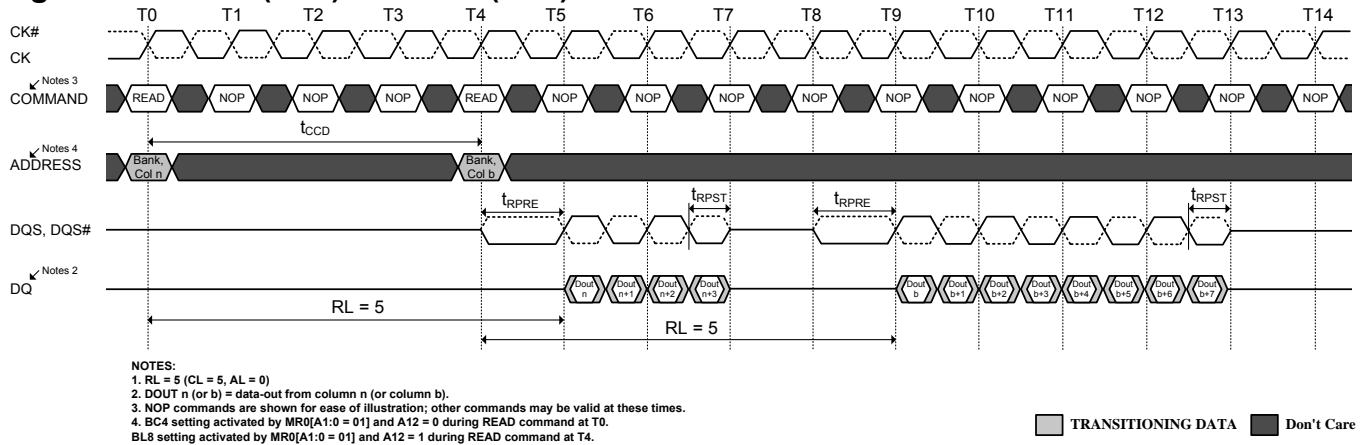 T0 T1 T2 T3 T4 T5 T6 T7 T8 T9 T10 T11 T12 T13 T14
CK#
CK
Notes 3
COMMAND READ NOP NOP NOP READ NOP NOP NOP NOP NOP NOP NOP NOP NOP NOP
tCCD
Notes 4
ADDRESS Bank, Col n Bank, Col b
tRPRE tRPST tRPRE tRPST
DQS, DQS#
Notes 2
DQ Dout n Dout n+1 Dout n+2 Dout n+3 Dout b Dout b+1 Dout b+2 Dout b+3 Dout b+4 Dout b+5 Dout b+6 Dout b+7
RL = 5
RL = 5
NOTES:
1. RL = 5 (CL = 5, AL = 0)
2. DOUT n (or b) = data-out from column n (or column b).
3. NOP commands are shown for ease of illustration; other commands may be valid at these times.
4. BC4 setting activated by MR0[A1:0 = 01] and A12 = 0 during READ command at T0.
BL8 setting activated by MR0[A1:0 = 01] and A12 = 1 during READ command at T4.
TRANSITIONING DATA Don't Care